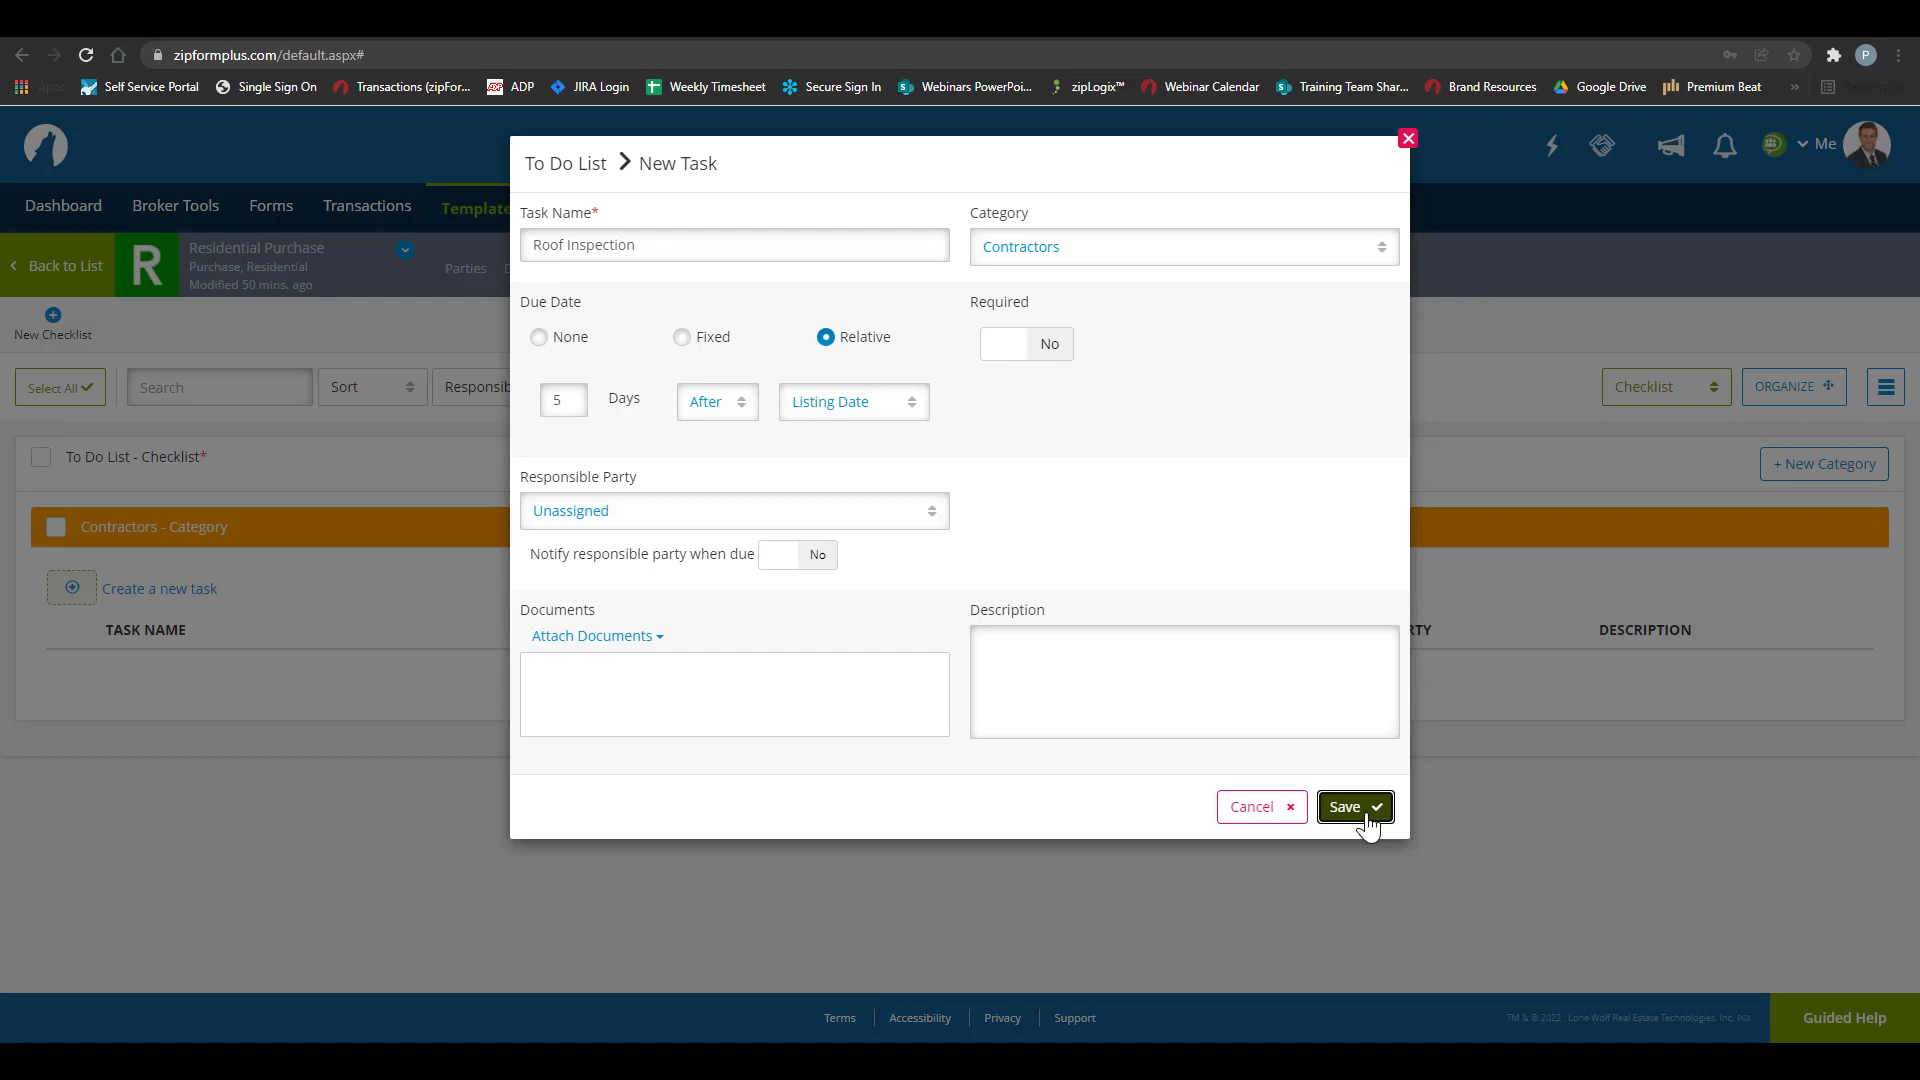 zipformplus.com/default.aspx#
P
Apps Self Service Portal Single Sign On Transactions (zipFor... ADP JIRA Login Weekly Timesheet Secure Sign In Webinars PowerPoi... zipLogix™ Webinar Calendar Training Team Shar... Brand Resources Google Drive Premium Beat »
Me
To Do List New Task
Dashboard Broker Tools Forms Transactions Template
Back to List
R
Residential Purchase
Purchase, Residential
Modified 50 mins. ago
Parties
New Checklist
Select All Search Sort Responsib
Checklist ORGANIZE
To Do List - Checklist*
+ New Category
Contractors - Category
Create a new task
TASK NAME RTY DESCRIPTION
Task Name* Category
Roof Inspection Contractors
Due Date Required
None Fixed Relative No
5 Days After Listing Date
Responsible Party
Unassigned
Notify responsible party when due No
Documents Description
Attach Documents
Cancel × Save
Terms Accessibility Privacy Support
TM & © 2022 . Lone Wolf Real Estate Technologies. Inc. P63
Guided Help